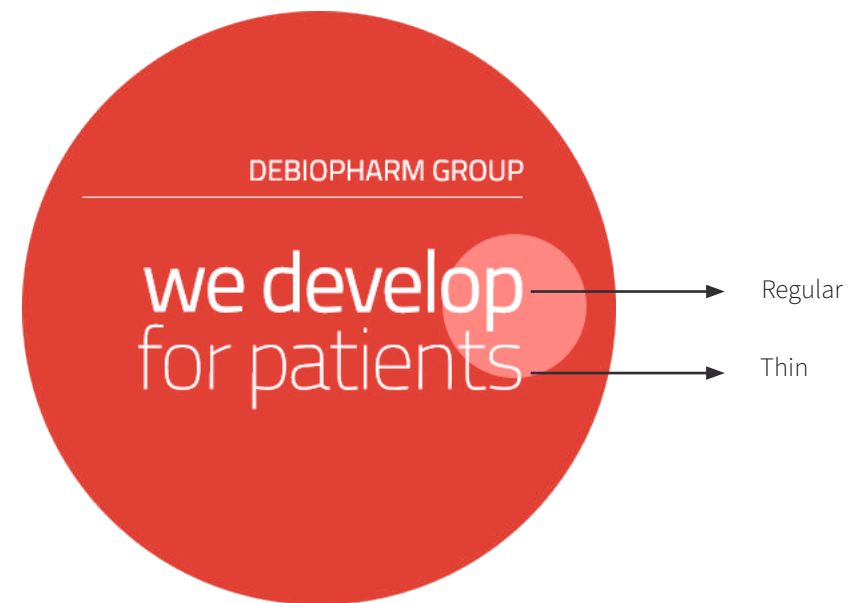 DEBIOPHARM GROUP
we develop
for patients
Regular
Thin